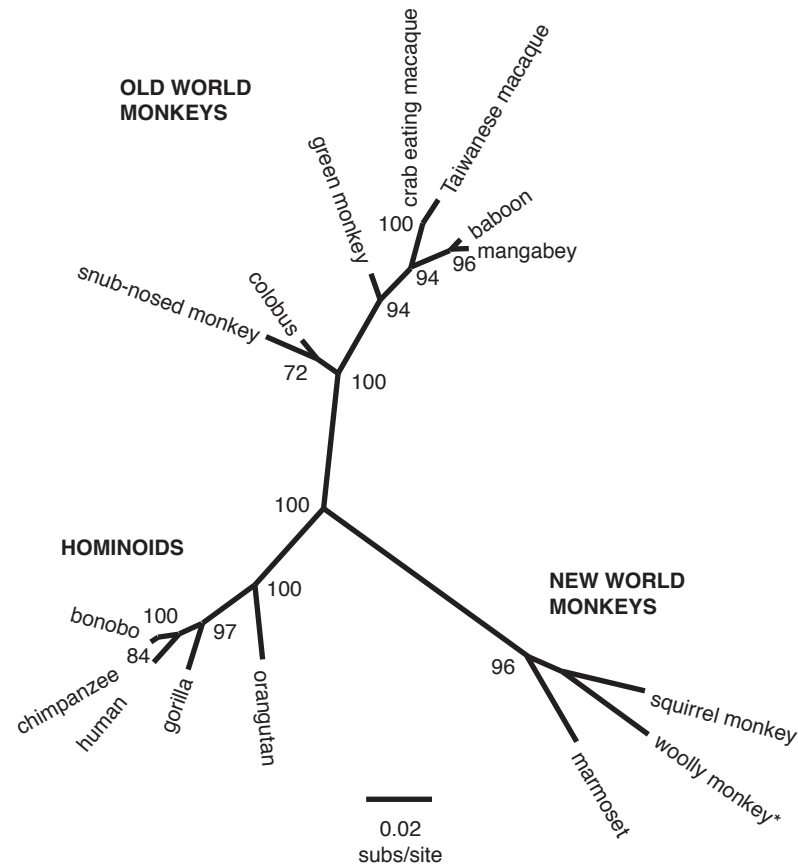 OLD WORLD
MONKEYS
crab eating macaque
Taiwanese macaque
green monkey
100
baboon
mangabey
96
94
94
snub-nosed monkey
colobus
72
100
100
HOMINOIDS
100
97
bonobo
100
84
chimpanzee
human
gorilla
orangutan
NEW WORLD
MONKEYS
96
squirrel monkey
woolly monkey*
marmoset
0.02
subs/site